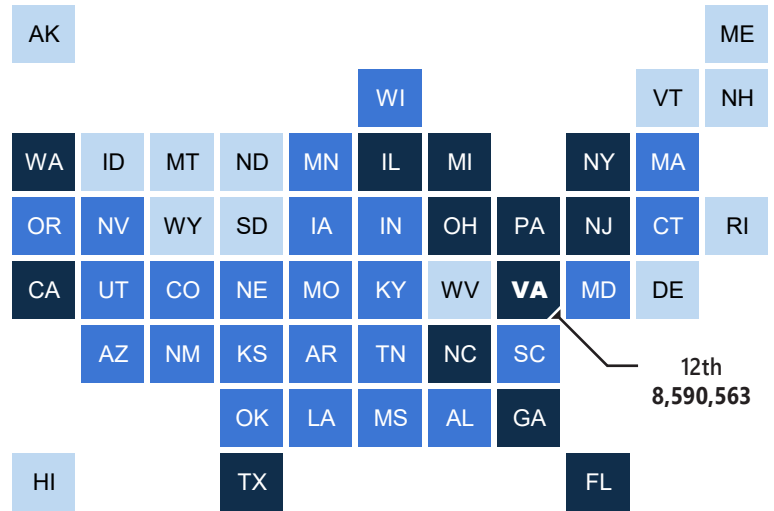 AK ME
WI VT NH
WA ID MT ND MN IL MI NY MA
OR NV WY SD IA IN OH PA NJ CT RI
CA UT CO NE MO KY WV VA MD DE
AZ NM KS AR TN NC SC
12th
8,590,563
OK LA MS AL GA
HI TX FL